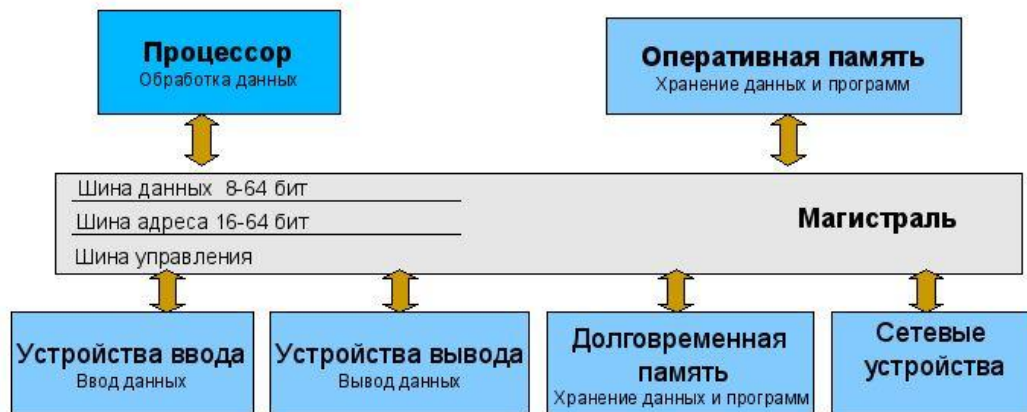 Процессор
Обработка данных
Оперативная память
Хранение данных и программ
Шина данных 8-64 бит
Шина адреса 16-64 бит
Шина управления
Магистраль
Устройства ввода
Ввод данных
Устройства вывода
Вывод данных
Долговременная
память
Хранение данных и программ
Сетевые
устройства